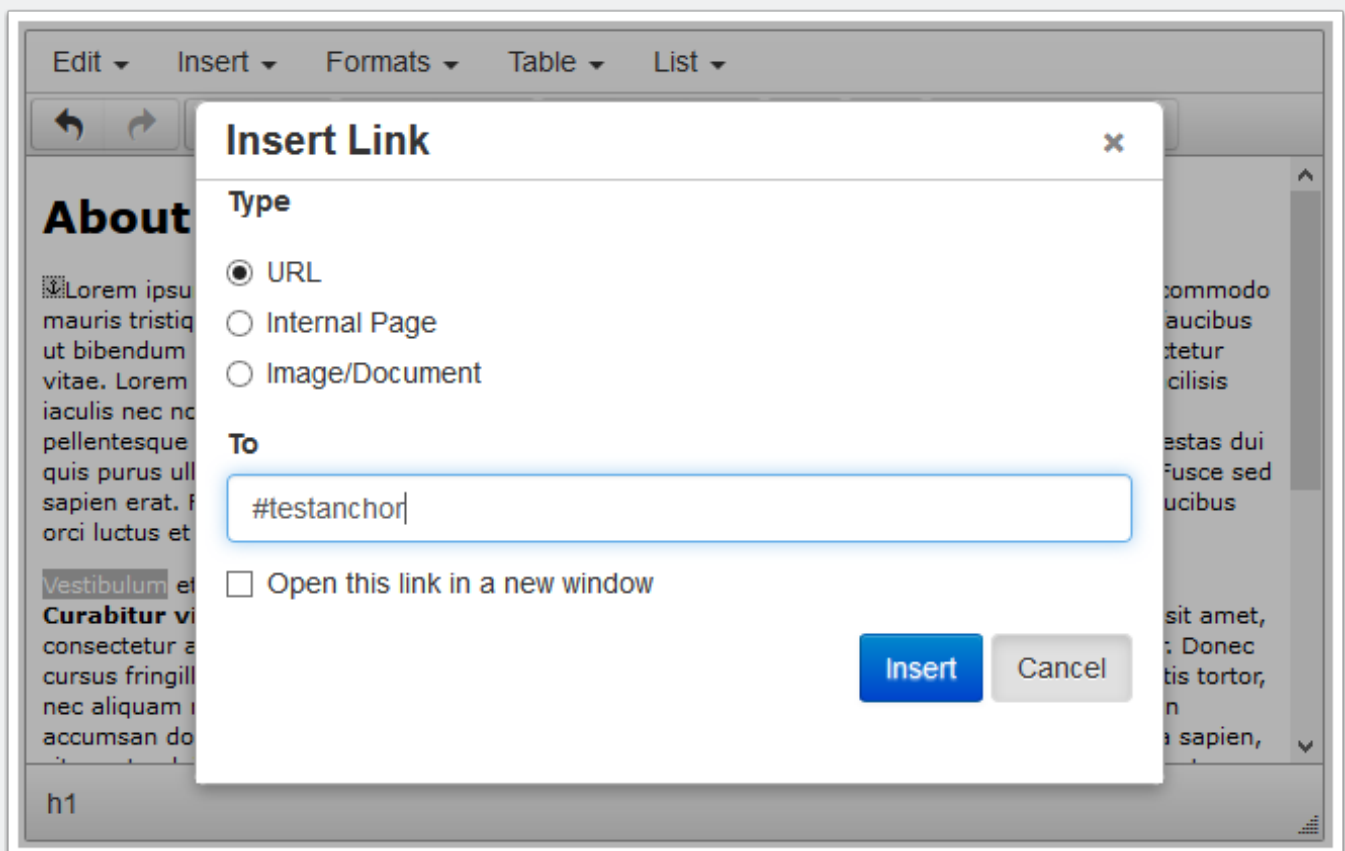 Edit Insert Formats Table List
Insert Link
Type
About
URL
Lorem ipsu commodo
mauris tristiq aucibus
Internal Page
ut bibendum ctetur
vitae. Lorem cilisis
Image/Document
iaculis nec no
pellentesque estas dui
To
quis purus ull Fusce sed
sapien erat. ucibus
#testanchor
orci luctus et
Vestibulum et
Open this link in a new window
Curabitur vi sit amet,
consectetur a r. Donec
cursus fringill tis tortor,
Insert Cancel
nec aliquam n
accumsan do a sapien,
h1